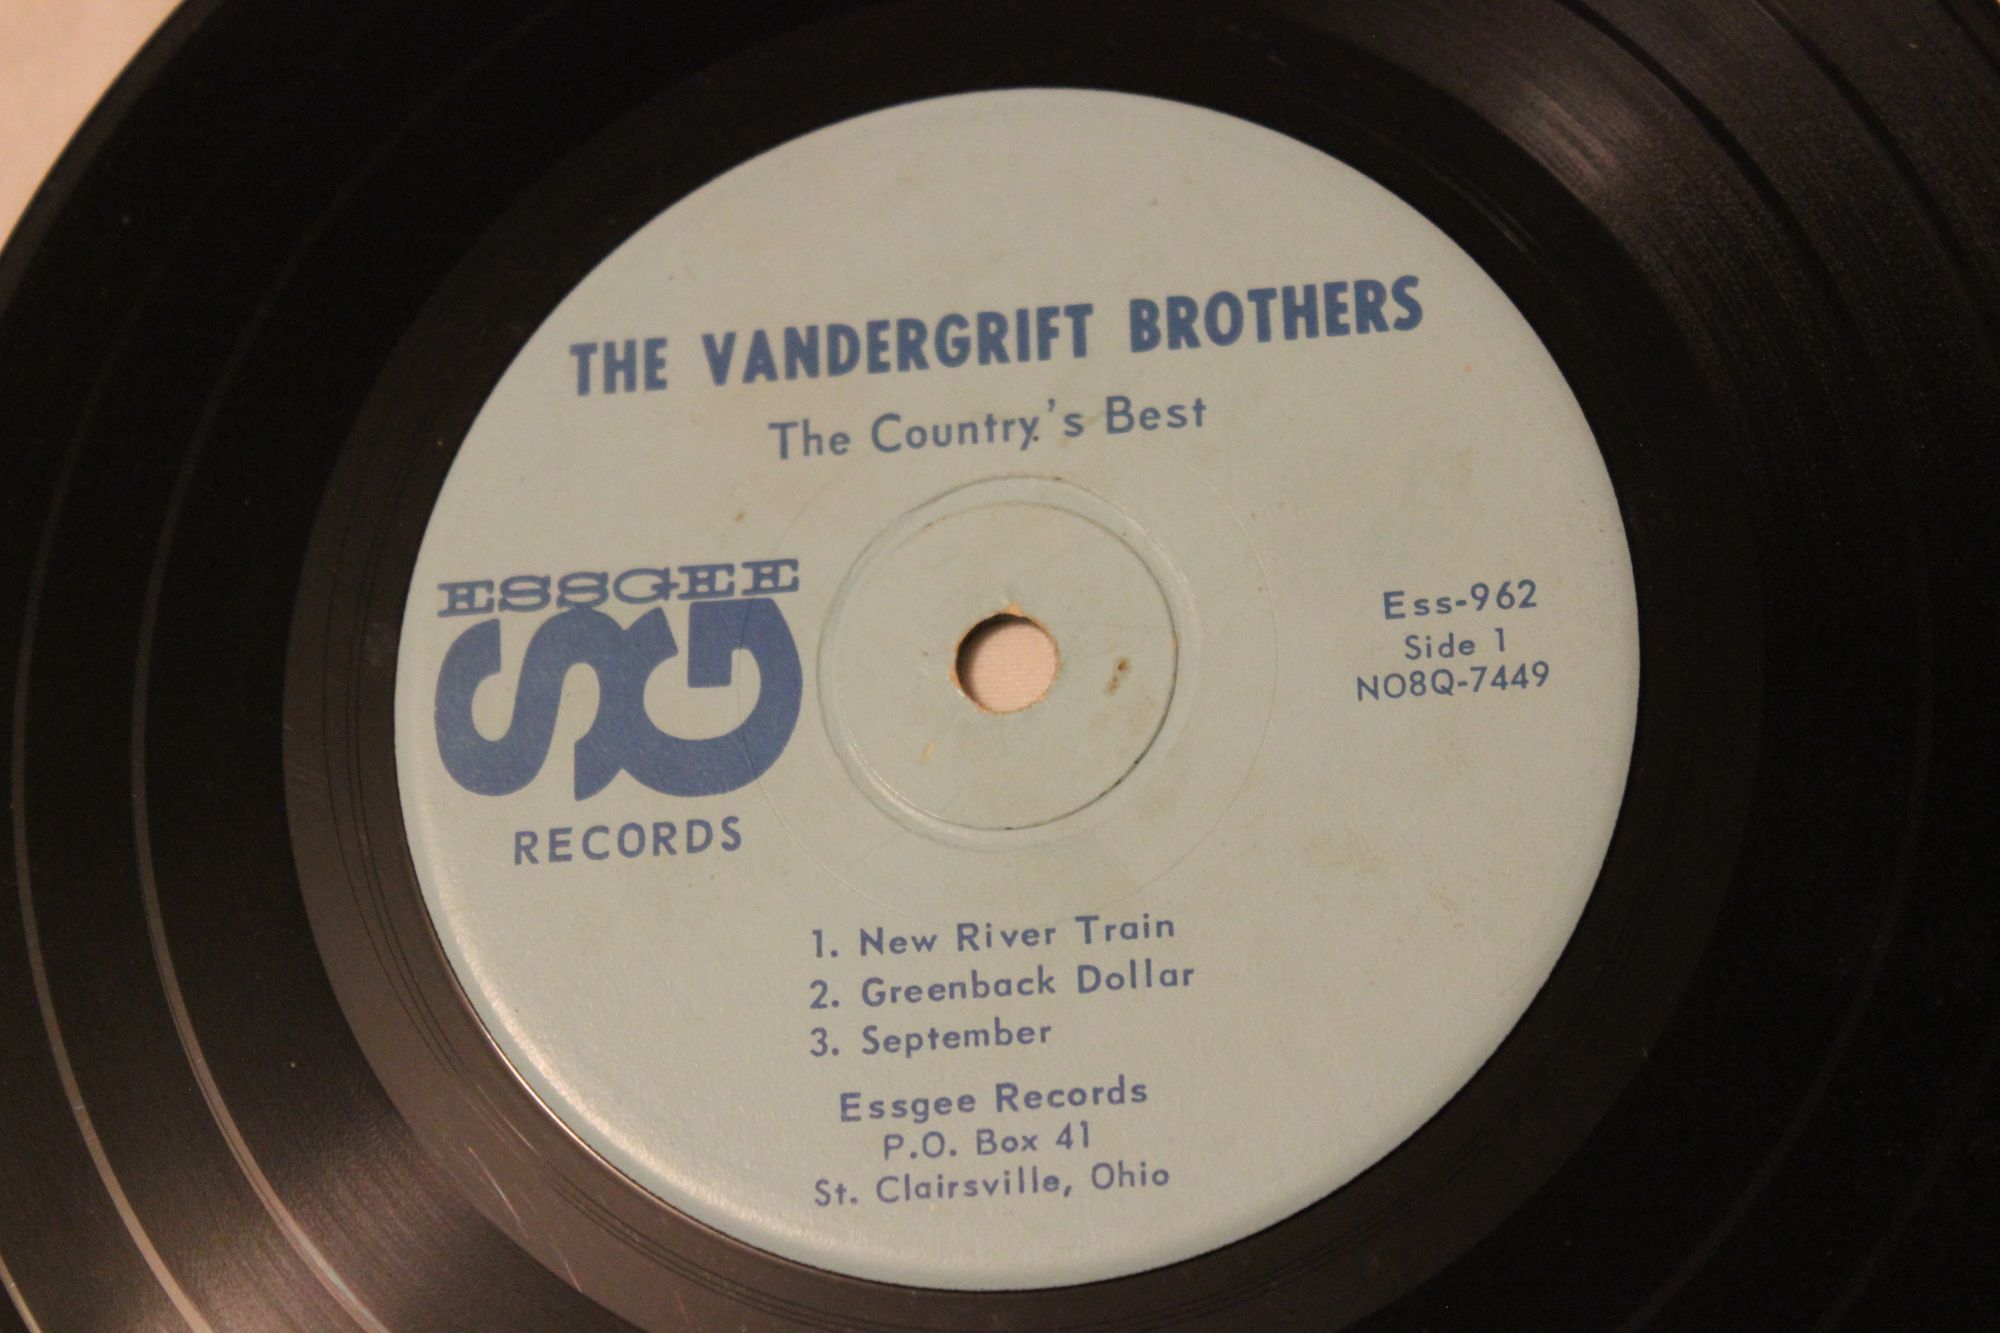 THE VANDERGRIFT BROTHERS
The Country's Best
ESSGEE
SG
RECORDS
Ess-962
Side 1
NO8Q-7449
1. New River Train
2. Greenback Dollar
3. September
Essgee Records
P.O. Box 41
St. Clairsville, Ohio